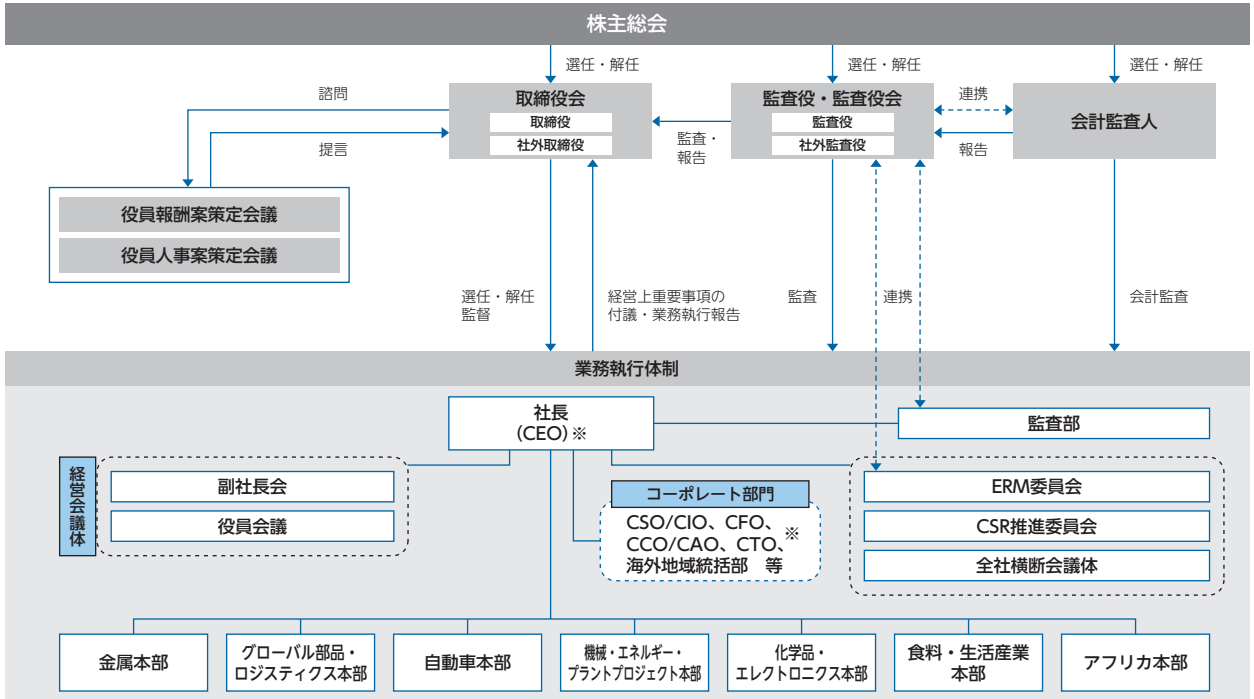 株主総会
選任・解任
選任・解任
選任・解任
諮問
提言
取締役会
取締役
社外取締役
監査・
報告
監査役・監査役会
監査役
社外監査役
連携
報告
会計監査人
役員報酬案策定会議
役員人事案策定会議
選任・解任
監督
経営上重要事項の
付議・業務執行報告
監査
連携
会計監査
業務執行体制
社長
(CEO)※
監査部
経営会議体
副社長会
役員会議
コーポレート部門
CSO/CIO、CFO、
CCO/CAO、CTO、※
海外地域統括部　等
ERM委員会
CSR推進委員会
全社横断会議体
金属本部
グローバル部品・
ロジスティクス本部
自動車本部
機械・エネルギー・
プラントプロジェクト本部
化学品・
エレクトロニクス本部
食料・生活産業
本部
アフリカ本部